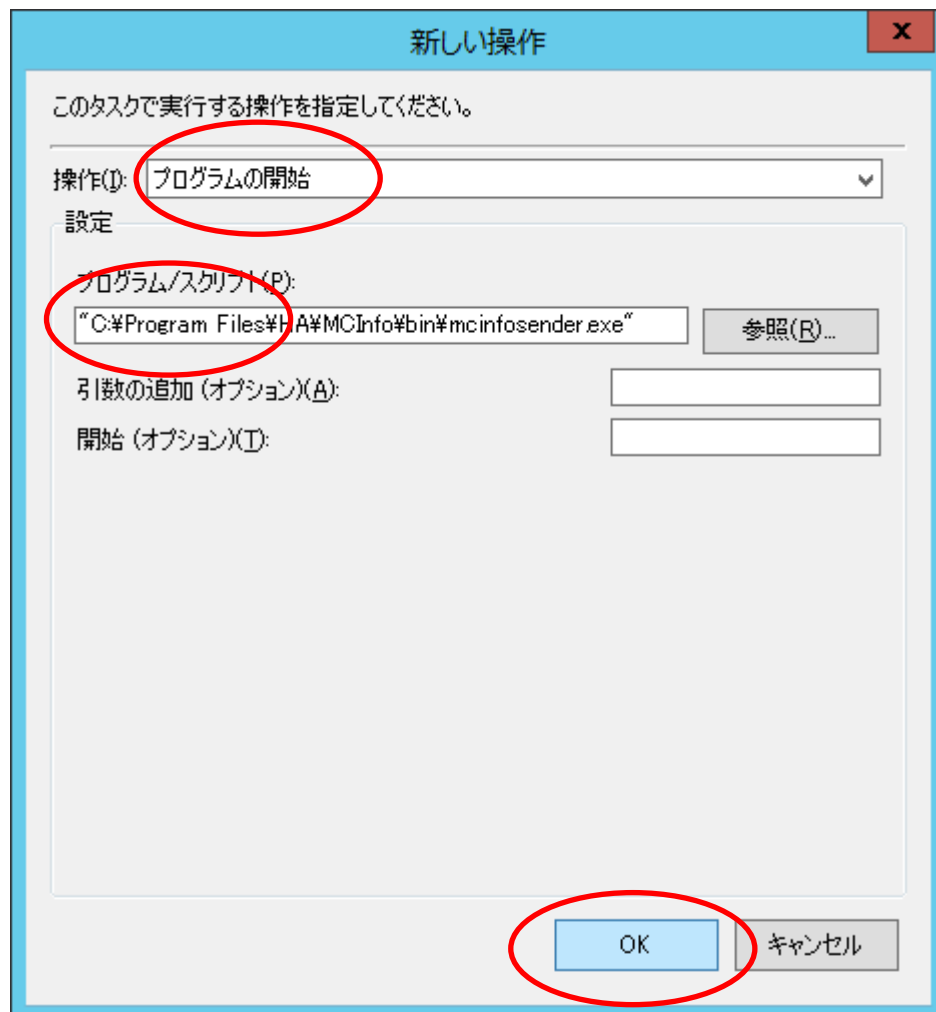 新しい操作
x
このタスクで実行する操作を指定してください。
操作(I): プログラムの開始
設定
プログラム/スクリプト(P):
"C:¥Program Files¥HA¥MCInfo¥bin¥mcinfosender.exe" 参照(R)...
引数の追加 (オプション)(A):
開始 (オプション)(T):
OK キャンセル